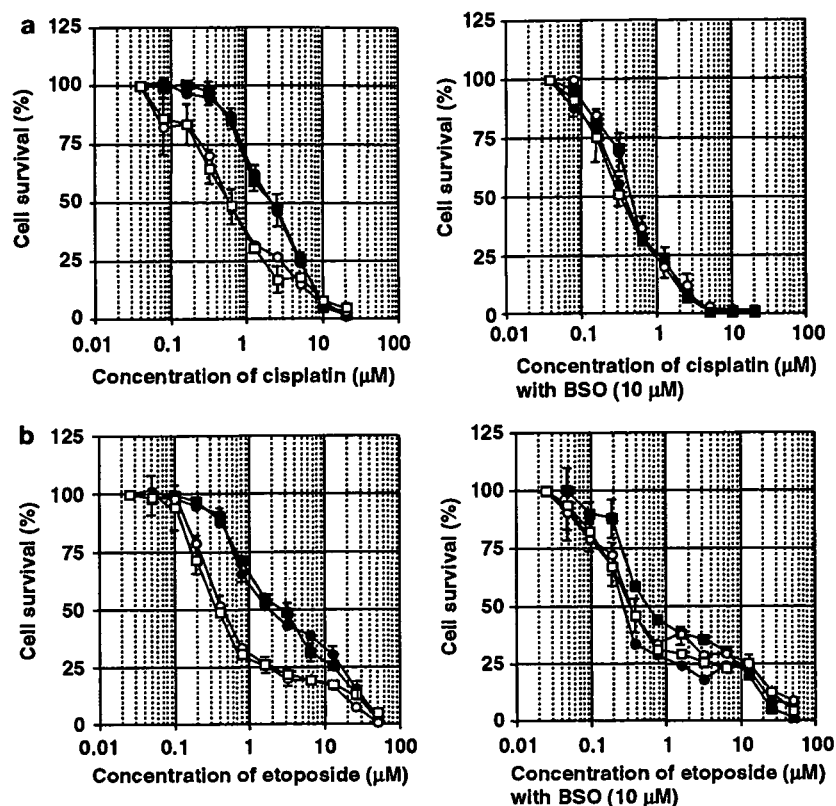 a
Cell survival (%)
125
100
75
50
25
0
0.01 0.1 1 10 100
Concentration of cisplatin (μM)
Cell survival (%)
125
100
75
50
25
0
0.01 0.1 1 10 100
Concentration of cisplatin (μM)
with BSO (10 μM)
b
Cell survival (%)
125
100
75
50
25
0
0.01 0.1 1 10 100
Concentration of etoposide (μM)
Cell survival (%)
125
100
75
50
25
0
0.01 0.1 1 10 100
Concentration of etoposide (μM)
with BSO (10 μM)